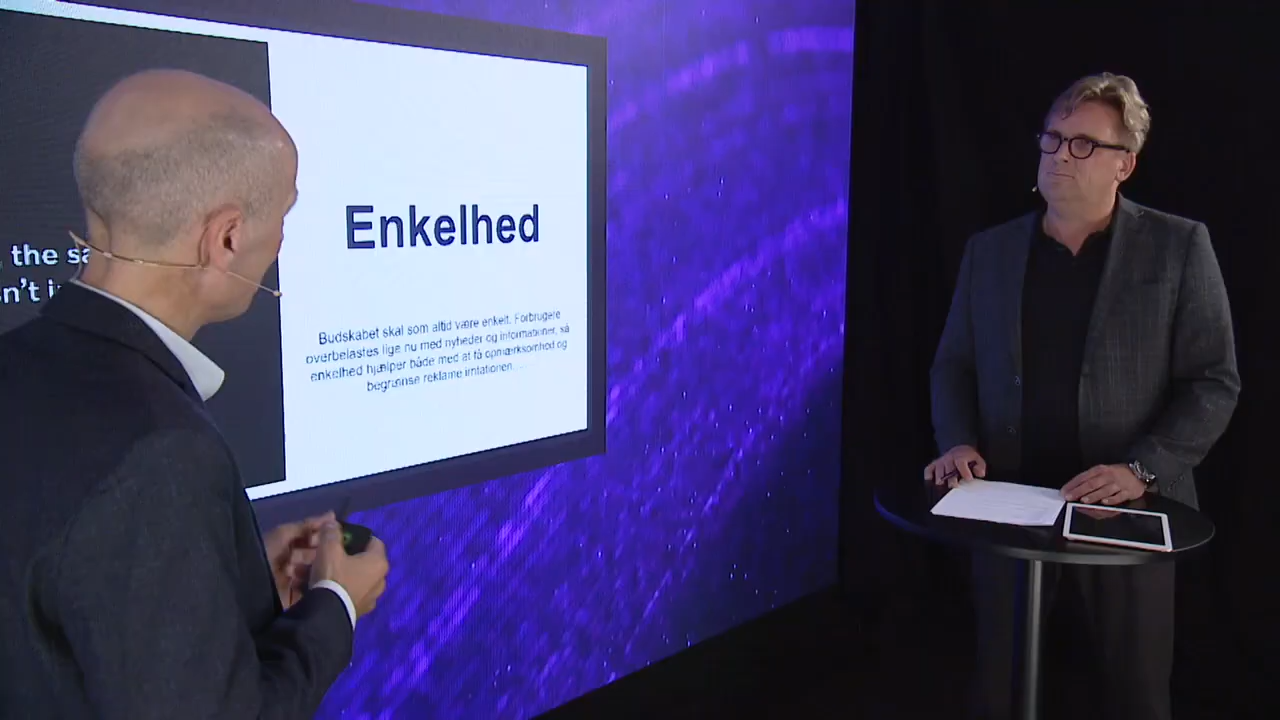 the
Enkelhed
Budskabet skal som altid være enkelt. Forbrugere
overbelastes lige nu med nyheder og informationer, så
enkelhed hjælper både med at få opmærksomhed og
begrænse reklame irritationen.